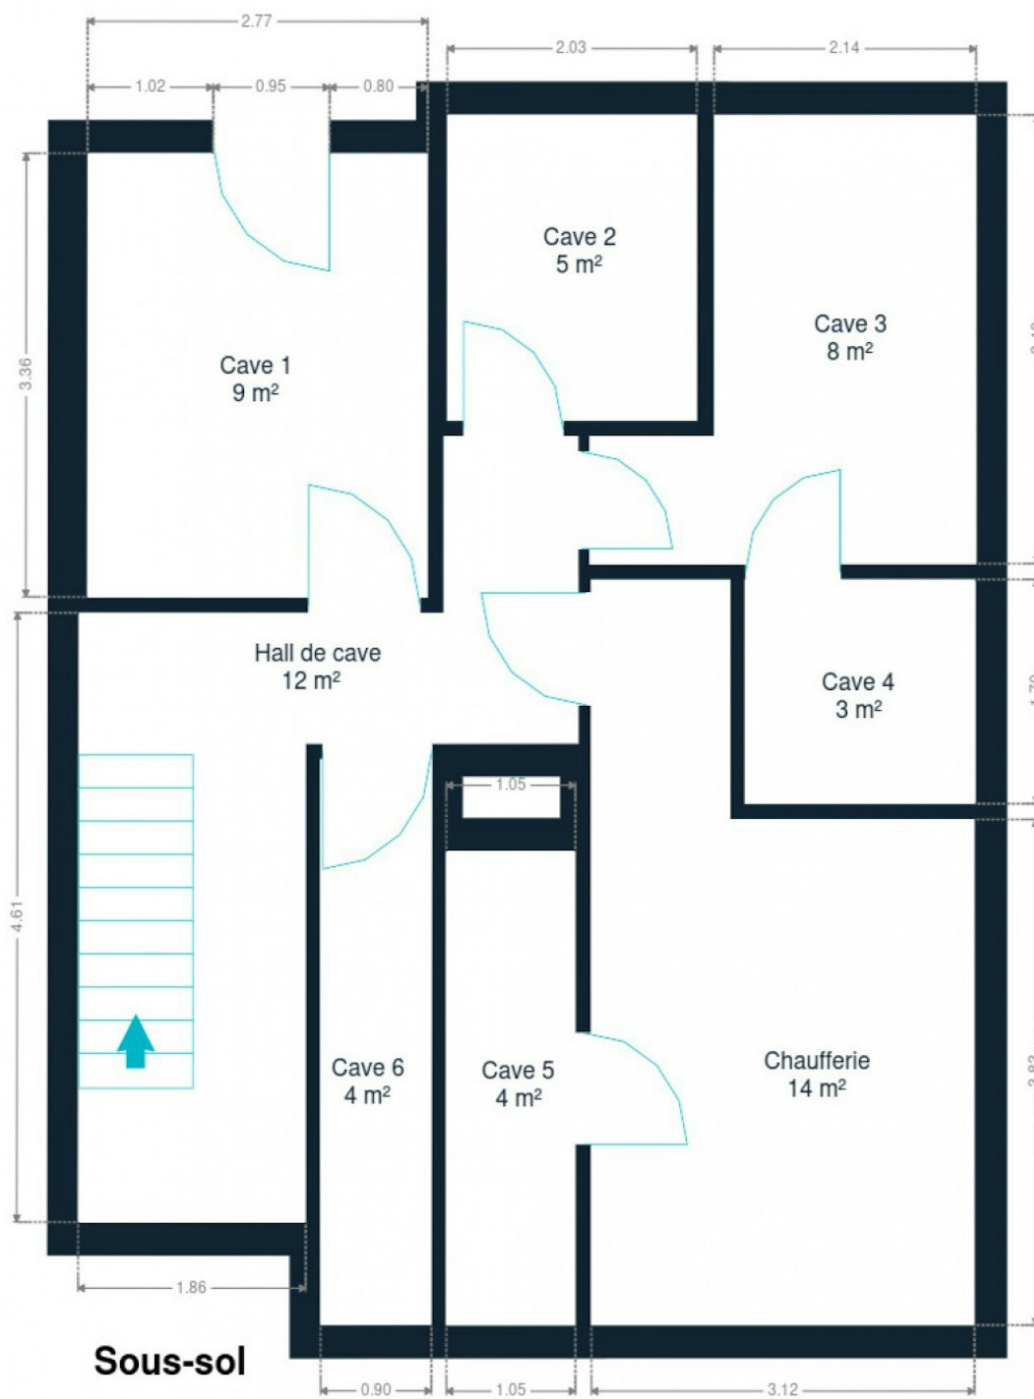 2.77
2.03
2.14
1.02
0.95
0.80
Cave 2
5 m²
Cave 3
8 m²
Cave 1
9 m²
3.36
Hall de cave
12 m²
Cave 4
3 m²
1.05
4.61
Cave 6
4 m²
Cave 5
4 m²
Chaufferie
14 m²
1.86
Sous-sol
0.90
1.05
3.12